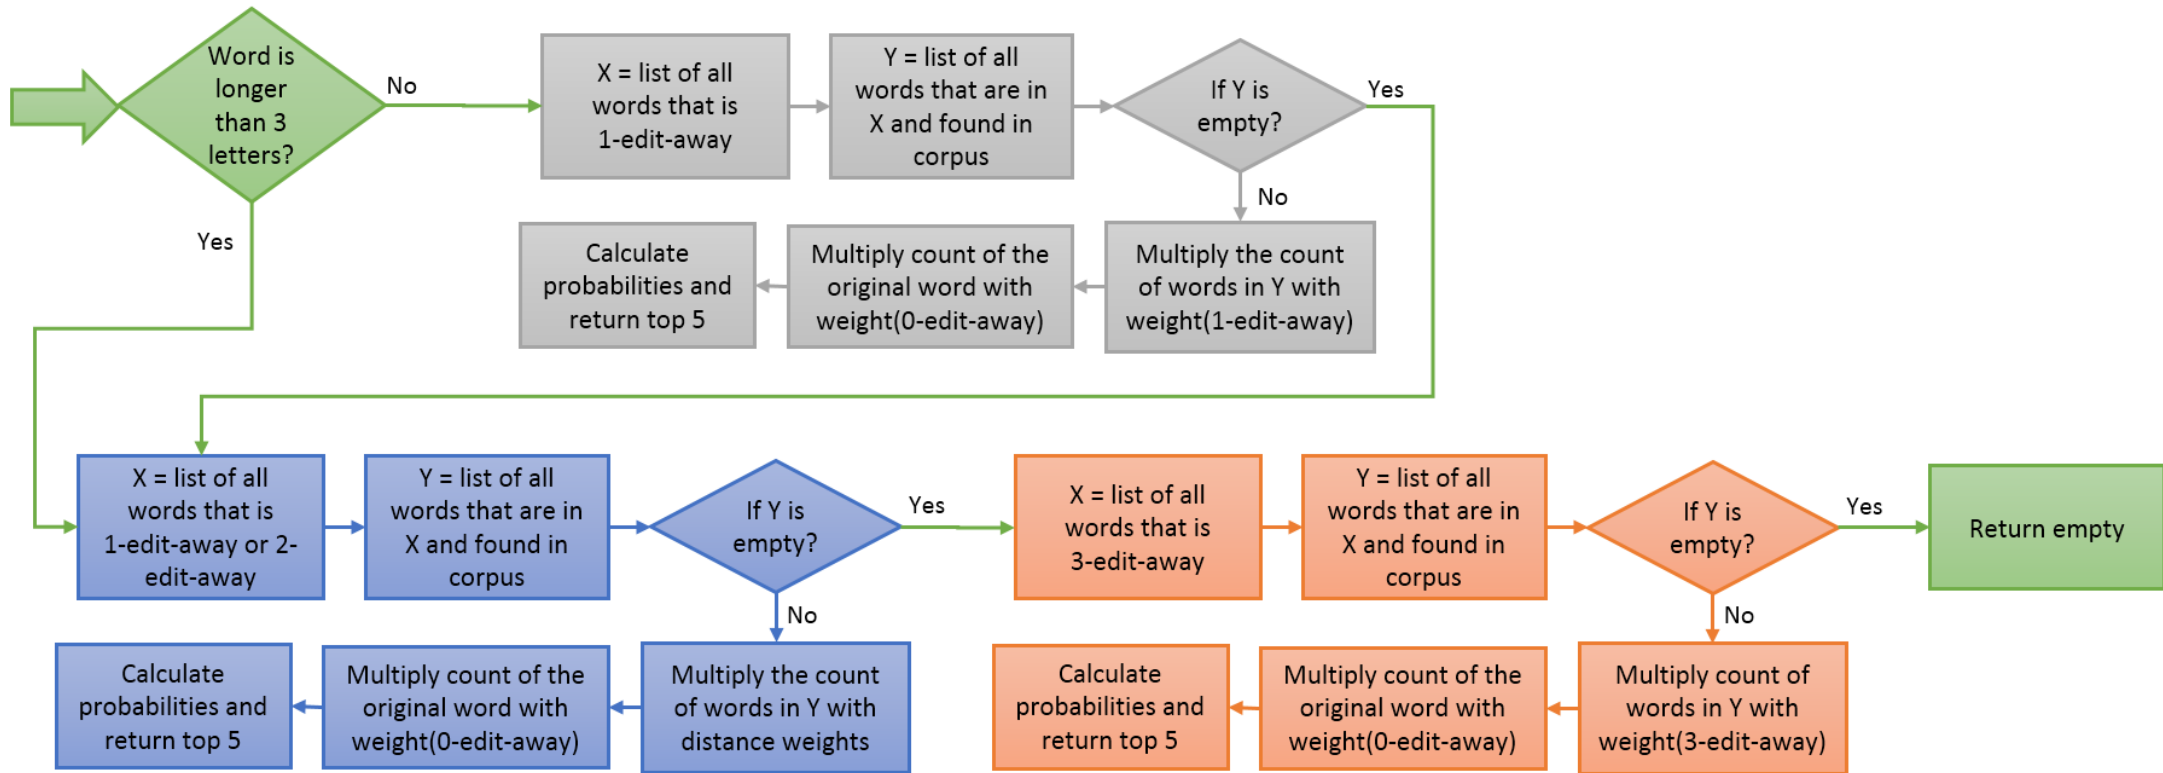 Word is
longer
than 3
letters?
No
Yes
X = list of all
words that is
1-edit-away
Y = list of all
words that are in
X and found in
corpus
If Y is
empty?
Yes
No
Multiply the count
of words in Y with
weight(1-edit-away)
Multiply count of the
original word with
weight(0-edit-away)
Calculate
probabilities and
return top 5
X = list of all
words that is
1-edit-away or 2-
edit-away
Y = list of all
words that are in
X and found in
corpus
If Y is
empty?
Yes
No
Multiply the count
of words in Y with
distance weights
Multiply count of the
original word with
weight(0-edit-away)
Calculate
probabilities and
return top 5
X = list of all
words that is
3-edit-away
Y = list of all
words that are in
X and found in
corpus
If Y is
empty?
Yes
No
Return empty
Multiply count of
words in Y with
weight(3-edit-away)
Multiply count of the
original word with
weight(0-edit-away)
Calculate
probabilities and
return top 5